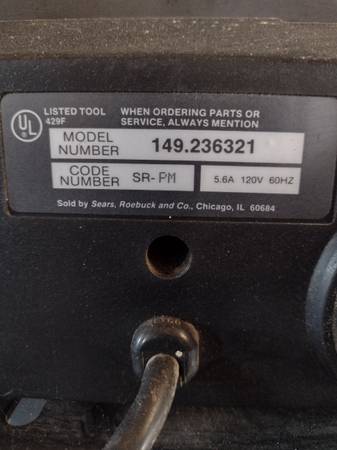 UL
LISTED TOOL
429F
WHEN ORDERING PARTS OR
SERVICE, ALWAYS MENTION
MODEL
NUMBER
149.236321
CODE
NUMBER
SR-PM
5.6A 120V 60HZ
Sold by Sears, Roebuck and Co., Chicago, IL 60684